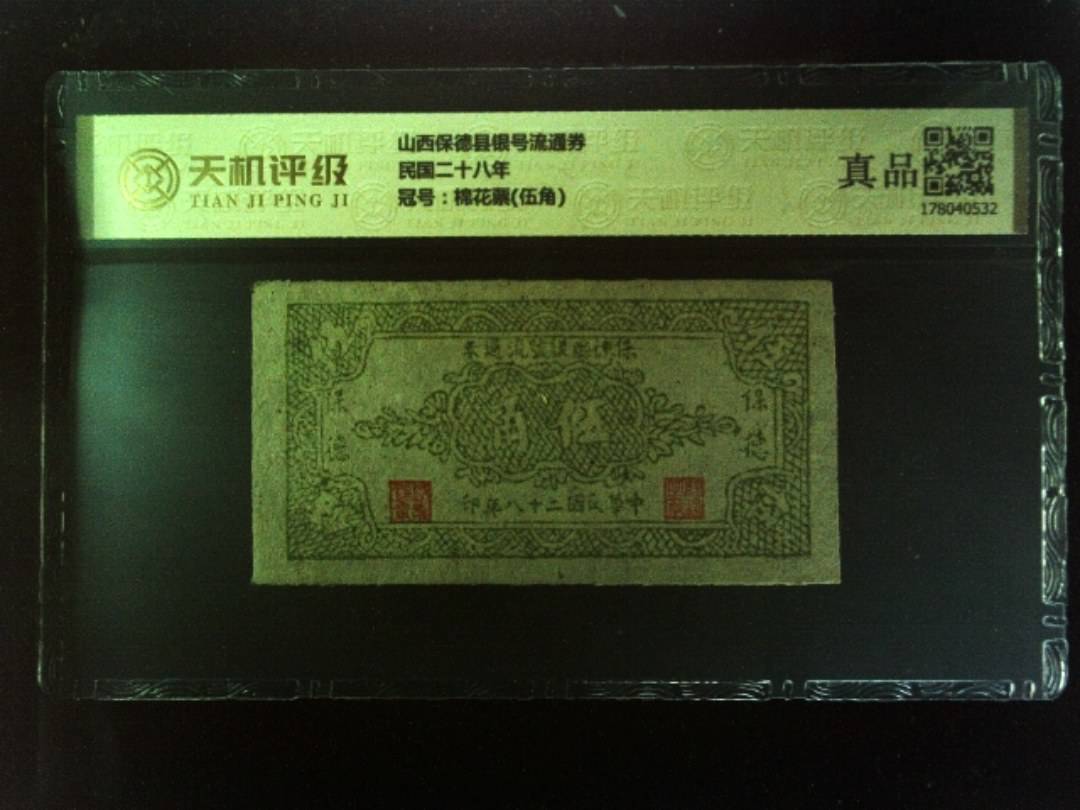 天机评级
TIAN JI PING JI
山西保德县银号流通券
民国二十八年
冠号：棉花票(伍角)
真品
178040532
伍角
保德
保德
中华民國二十八年印